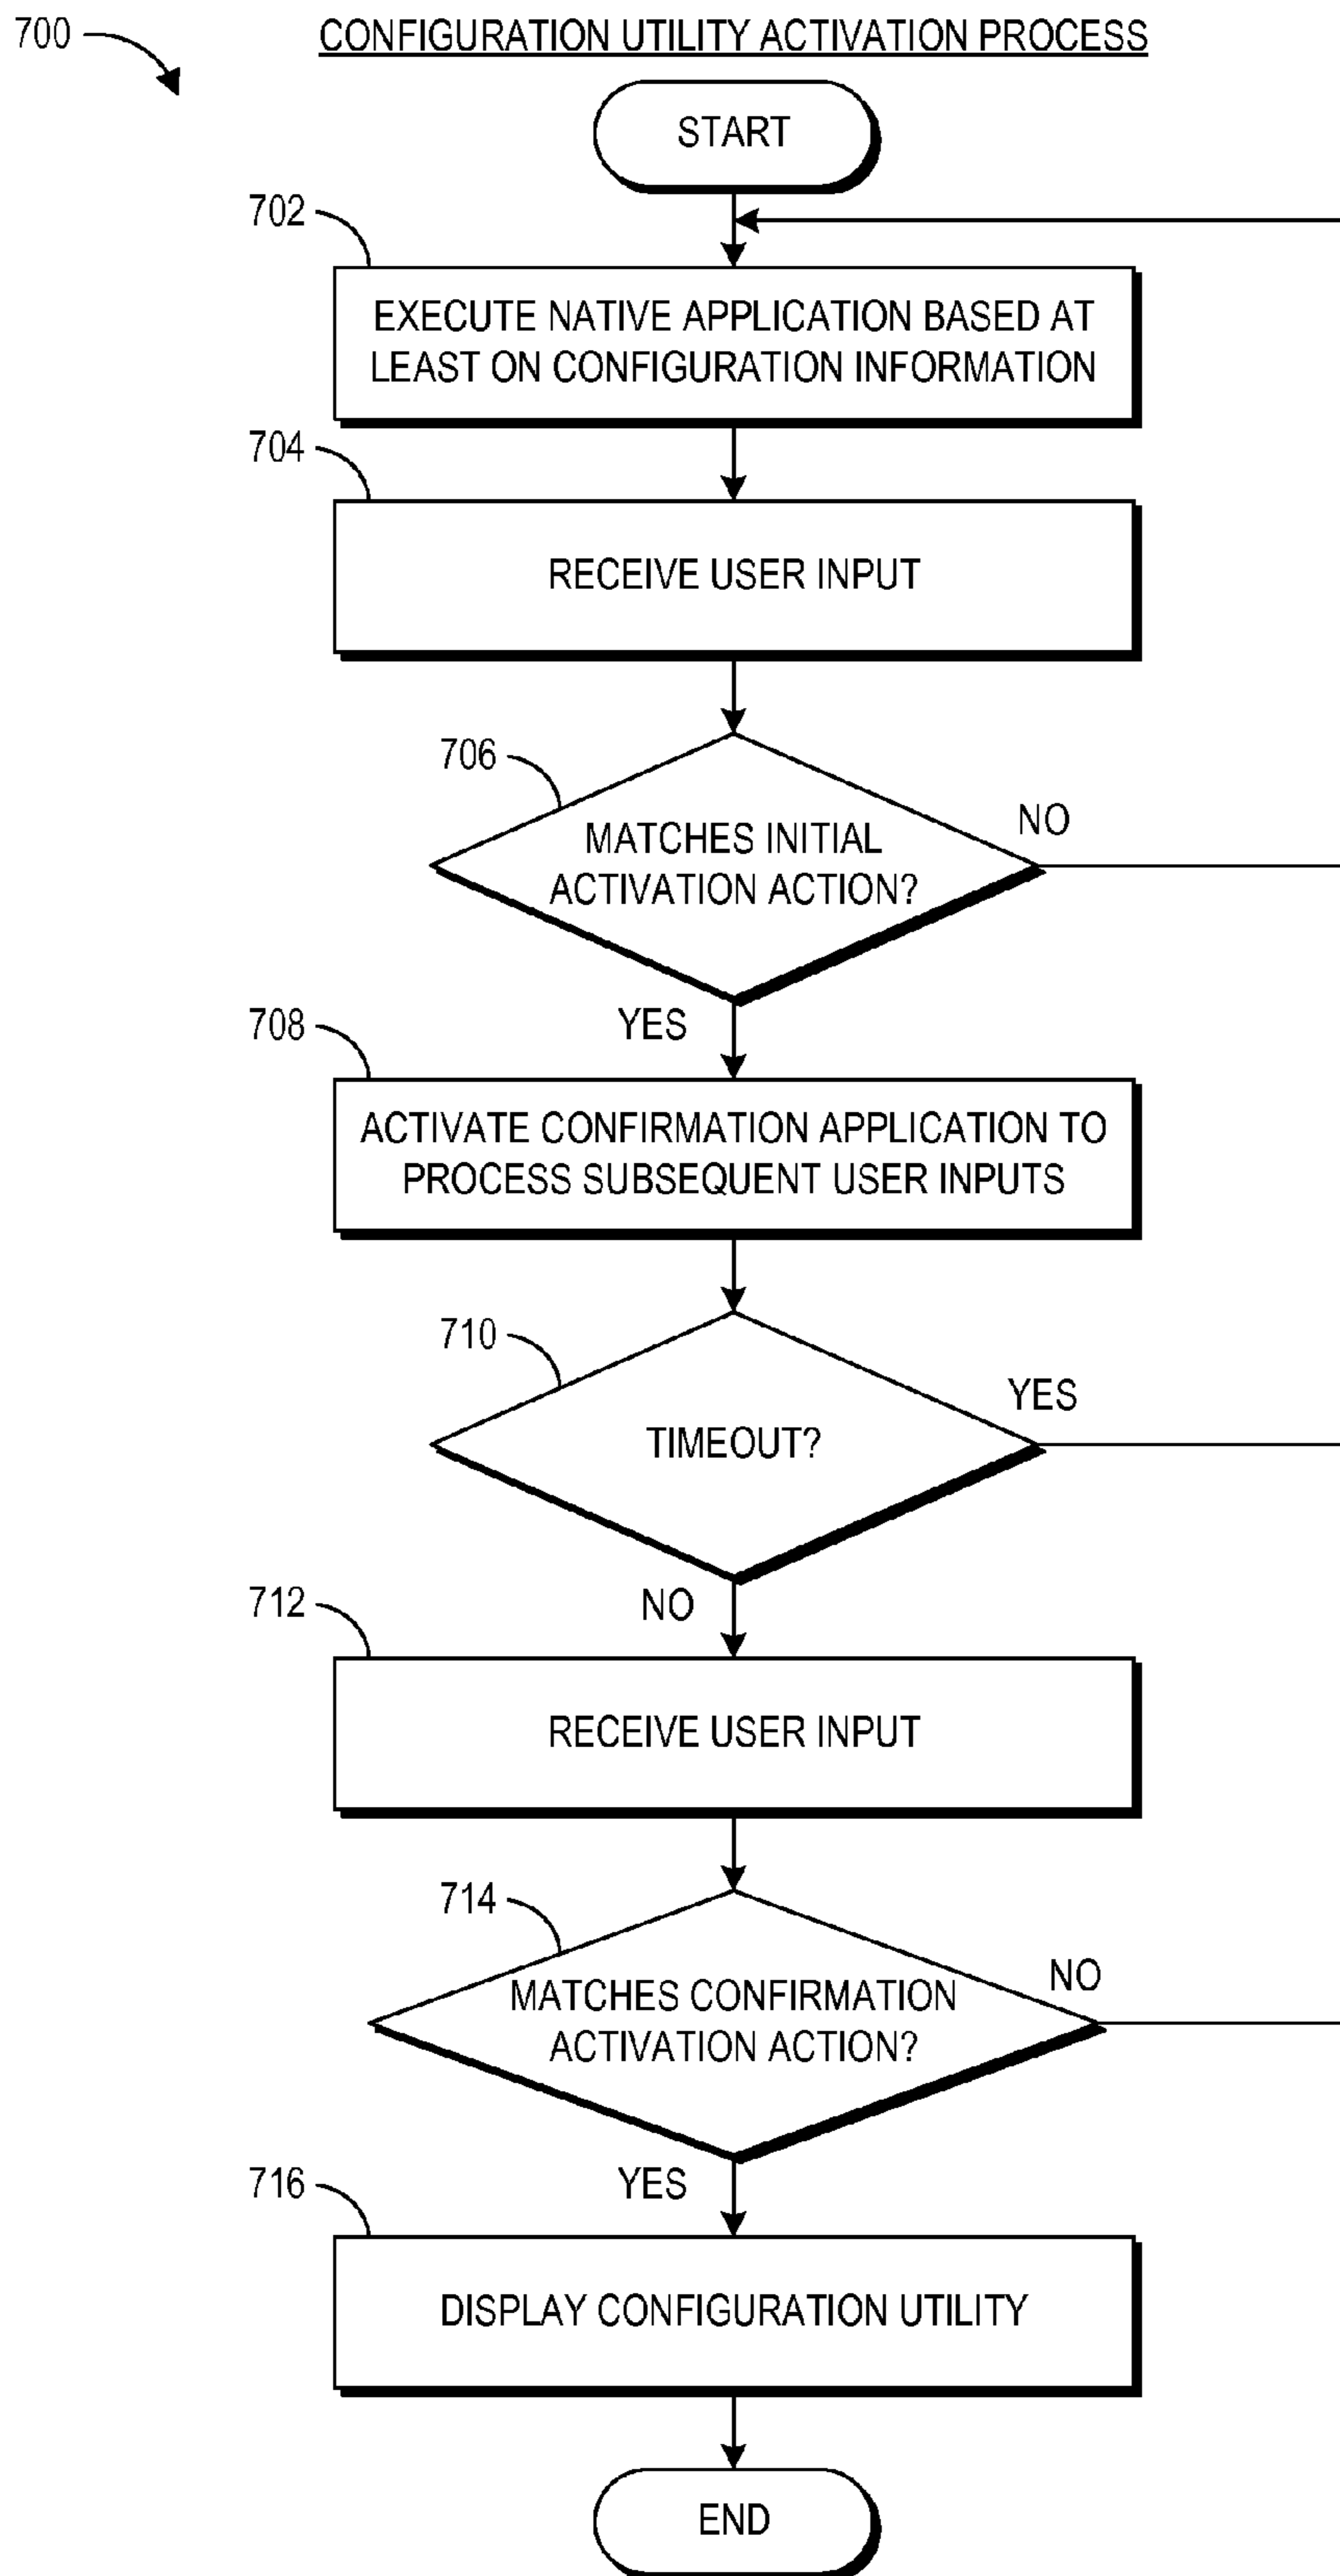 700
CONFIGURATION UTILITY ACTIVATION PROCESS
START
702
EXECUTE NATIVE APPLICATION BASED AT
LEAST ON CONFIGURATION INFORMATION
704
RECEIVE USER INPUT
706
MATCHES INITIAL
ACTIVATION ACTION?
NO
YES
708
ACTIVATE CONFIRMATION APPLICATION TO
PROCESS SUBSEQUENT USER INPUTS
710
TIMEOUT?
YES
NO
712
RECEIVE USER INPUT
714
MATCHES CONFIRMATION
ACTIVATION ACTION?
NO
YES
716
DISPLAY CONFIGURATION UTILITY
END